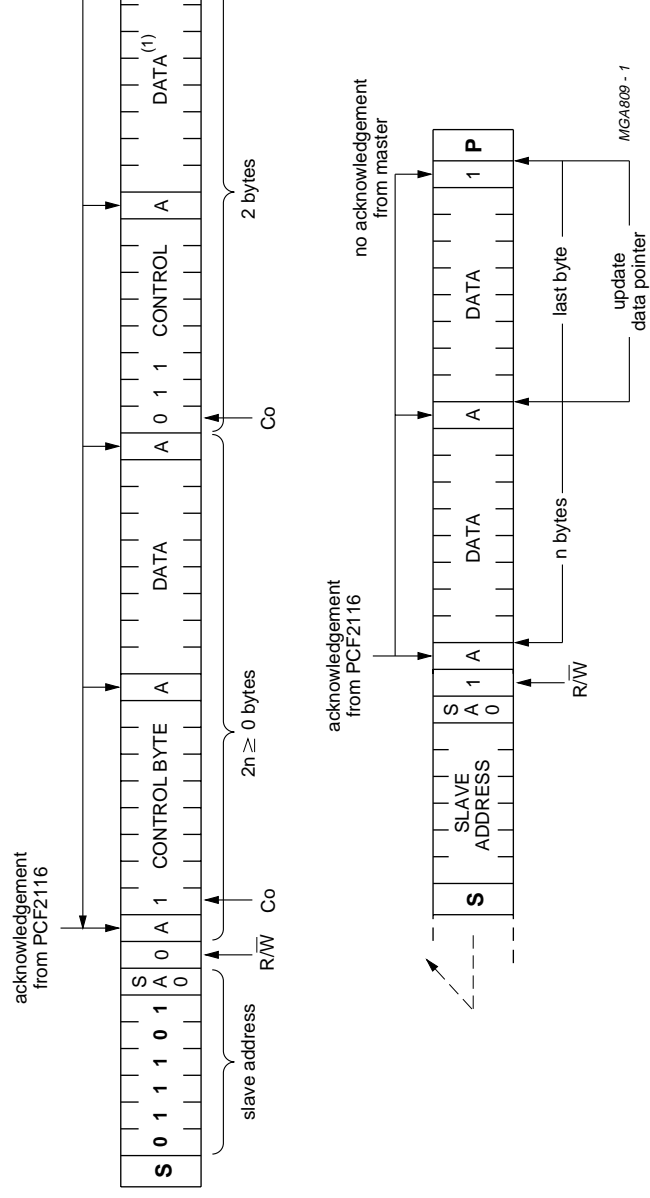 acknowledgement
from PCF2116
S 0 1 1 1 0 1 S A 0 0 A 1 CONTROL BYTE A DATA A 0 1 1 CONTROL A DATA(1)
slave address
R/W
Co
2n ≥ 0 bytes
Co
2 bytes
acknowledgement
from PCF2116
no acknowledgement
from master
S SLAVE ADDRESS S A 0 1 A DATA A DATA 1 P
R/W
n bytes
last byte
update
data pointer
MGA809 - 1